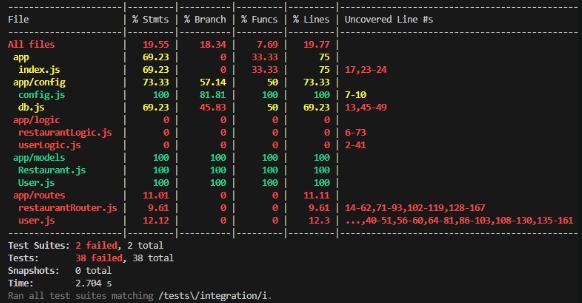 File | % Stmts | % Branch | % Funcs | % Lines | Uncovered Line #s
All files | 19.55 | 18.34 | 7.69 | 19.77 |
app | 69.23 | 0 | 33.33 | 75 |
index.js | 69.23 | 0 | 33.33 | 75 | 17,23-24
app/config | 73.33 | 57.14 | 50 | 73.33 |
config.js | 100 | 81.81 | 100 | 100 | 7-10
db.js | 69.23 | 45.83 | 50 | 69.23 | 13,45-49
app/logic | 0 | 0 | 0 | 0 |
restaurantLogic.js | 0 | 0 | 0 | 0 | 6-73
userLogic.js | 0 | 0 | 0 | 0 | 2-41
app/models | 100 | 100 | 100 | 100 |
Restaurant.js | 100 | 100 | 100 | 100 |
User.js | 100 | 100 | 100 | 100 |
app/routes | 11.01 | 0 | 0 | 11.11 |
restaurantRouter.js | 9.61 | 0 | 0 | 9.61 | 14-62,71-93,102-119,128-167
user.js | 12.12 | 0 | 0 | 12.3 | ...,40-51,56-60,64-81,86-103,108-130,135-161
Test Suites: 2 failed, 2 total
Tests: 38 failed, 38 total
Snapshots: 0 total
Time: 2.704 s
Ran all test suites matching /tests\/integration/i.